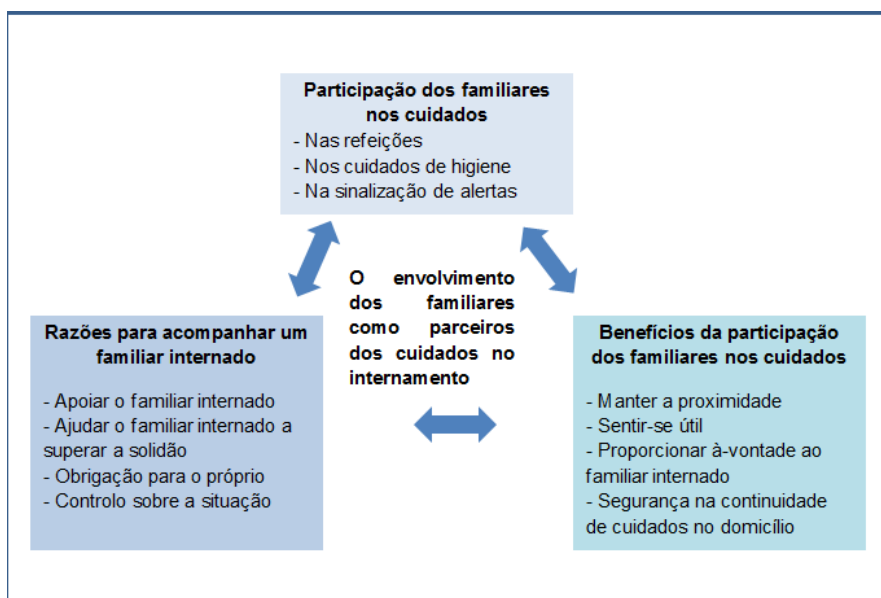 Participação dos familiares
nos cuidados
- Nas refeições
- Nos cuidados de higiene
- Na sinalização de alertas
O envolvimento
dos familiares
como parceiros
dos cuidados no
internamento
Razões para acompanhar um
familiar internado
- Apoiar o familiar internado
- Ajudar o familiar internado a
superar a solidão
- Obrigação para o próprio
- Controlo sobre a situação
Benefícios da participação
dos familiares nos cuidados
- Manter a proximidade
- Sentir-se útil
- Proporcionar à-vontade ao
familiar internado
- Segurança na continuidade
de cuidados no domicílio